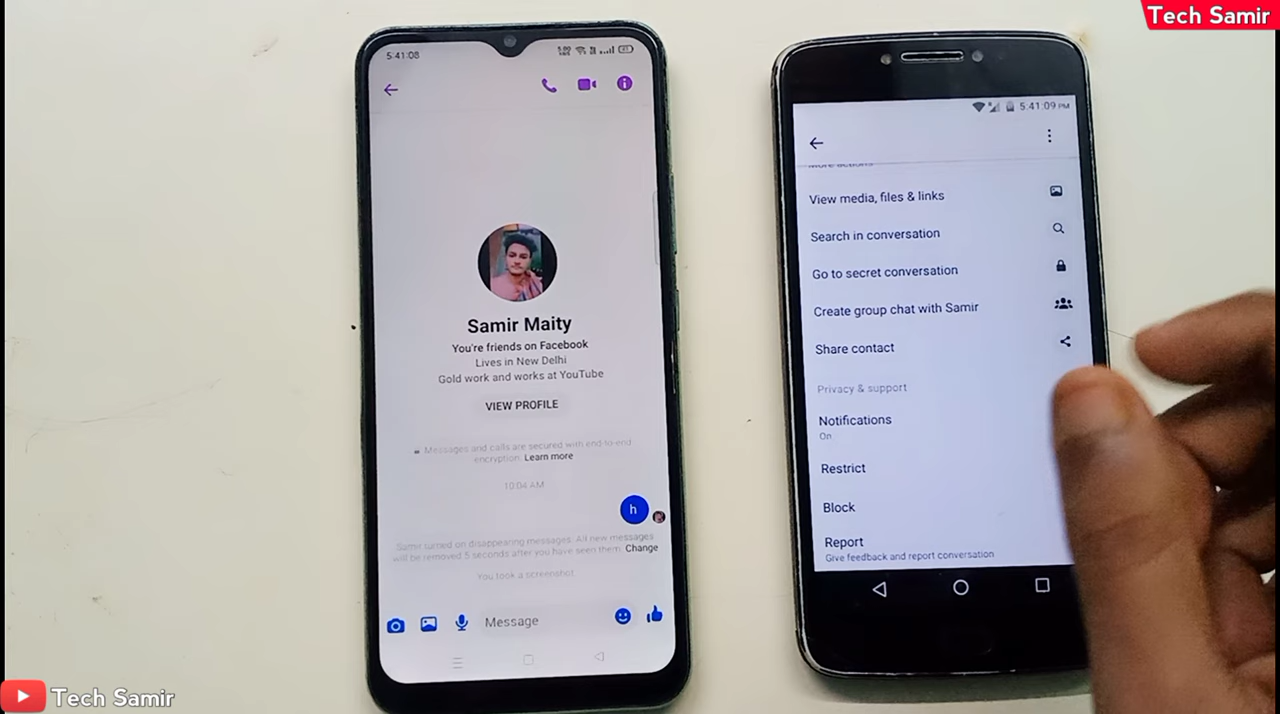 Tech Samir
5:41:08
Samir Maity
You're friends on Facebook
Lives in New Delhi
Gold work and works at YouTube
VIEW PROFILE
Messages and calls are secured with end-to-end
encryption. Learn more
10:04 AM
h
Samir turned on disappearing messages. All new messages
will be removed 5 seconds after you have seen them. Change
You took a screenshot.
Message
5:41:09 PM
More actions
View media, files & links
Search in conversation
Go to secret conversation
Create group chat with Samir
Share contact
Privacy & support
Notifications
On
Restrict
Block
Report
Give feedback and report conversation
Tech Samir